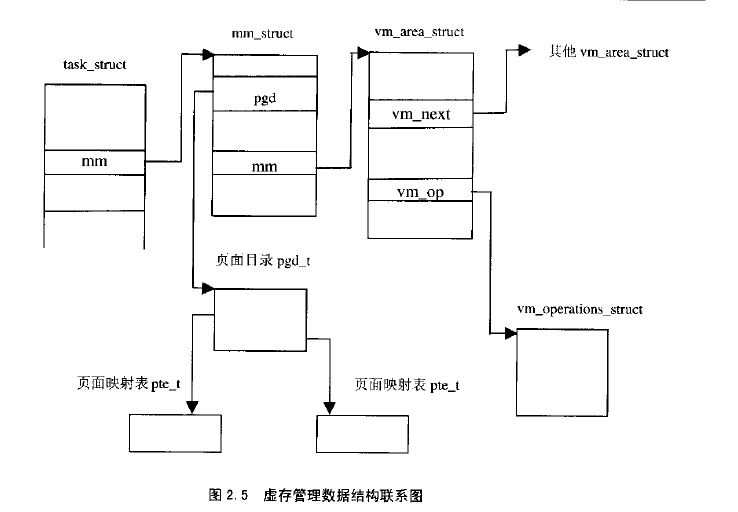 mm_struct
vm_area_struct
其他 vm_area_struct
task_struct
pgd
vm_next
mm
mm
vm_op
页面目录 pgd_t
vm_operations_struct
页面映射表 pte_t
页面映射表 pte_t
图 2.5 虚存管理数据结构联系图